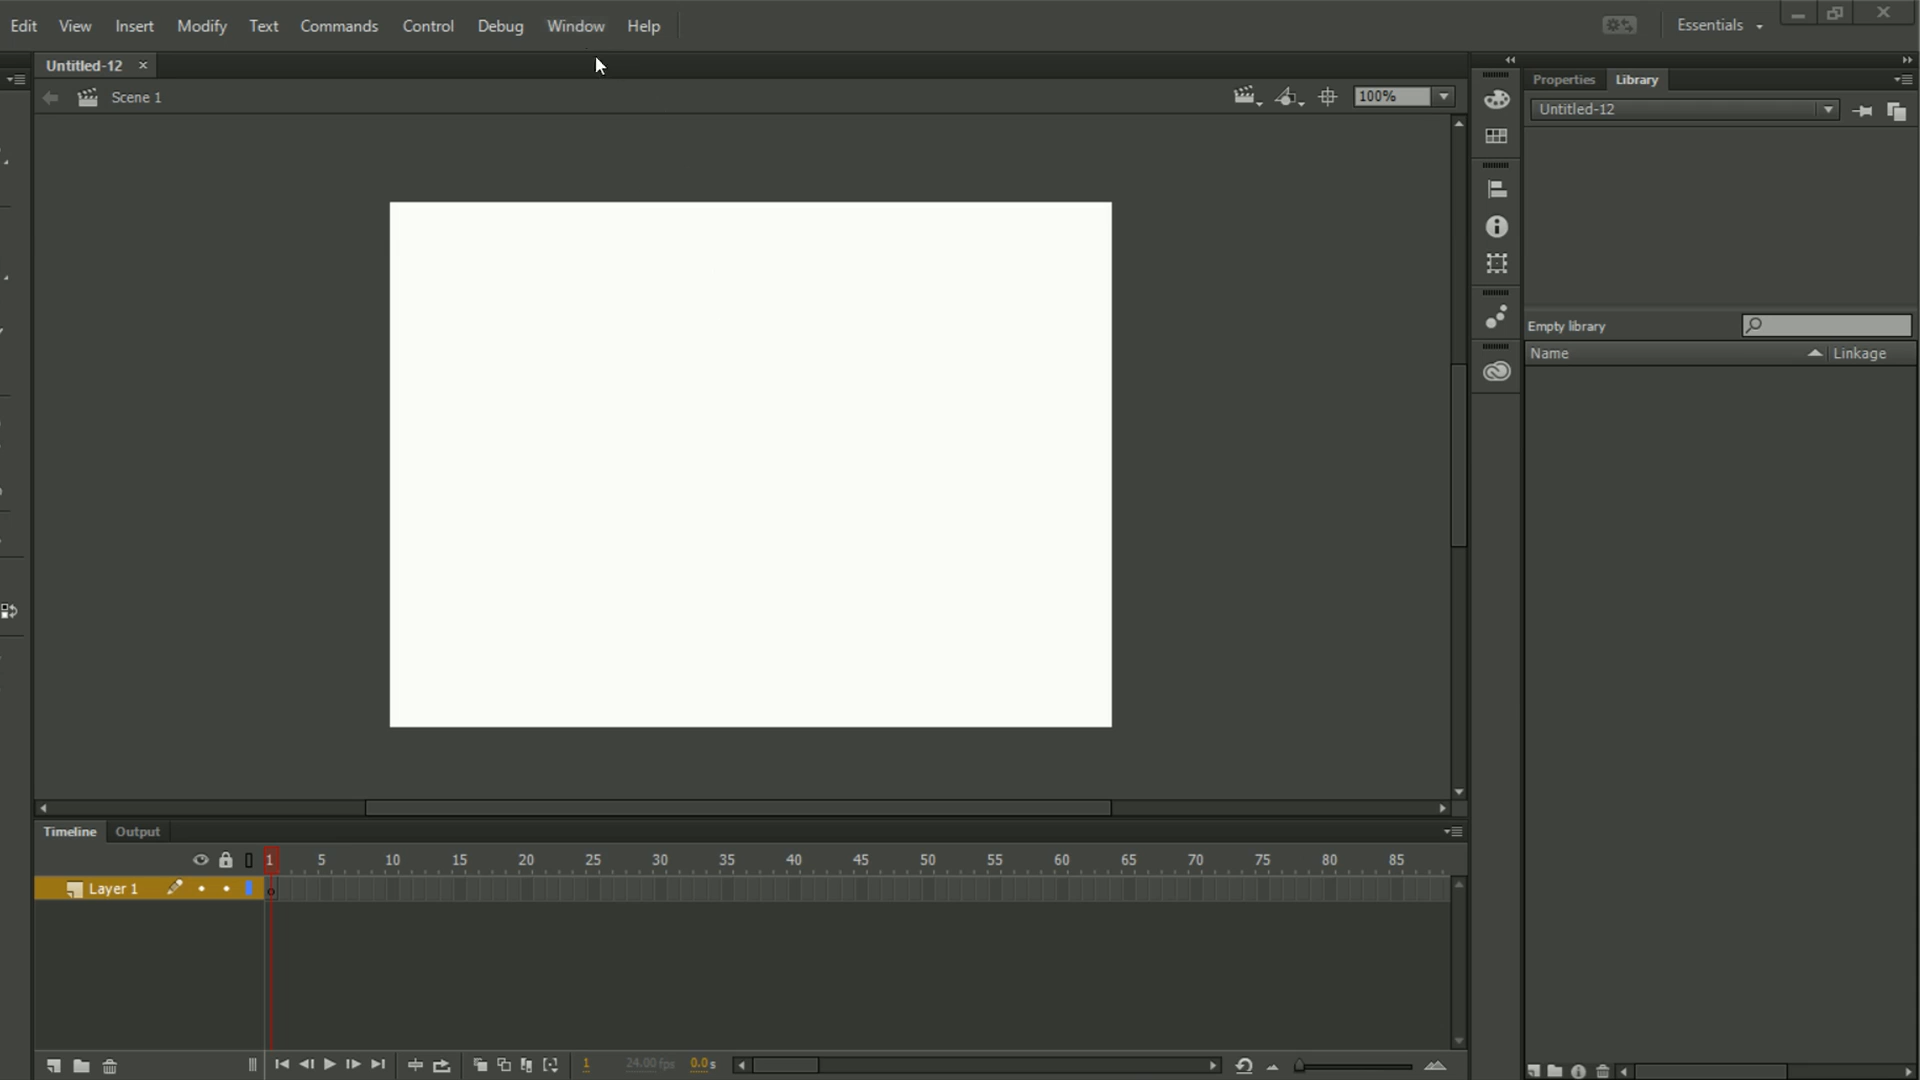 Edit View Insert Modify Text Commands Control Debug Window Help Essentials
Untitled-12
Scene 1 100%
Properties Library
Untitled-12
Empty library
Name Linkage
Timeline Output
1 5 10 15 20 25 30 35 40 45 50 55 60 65 70 75 80 85
Layer 1
1 24.00 fps 0.0 s